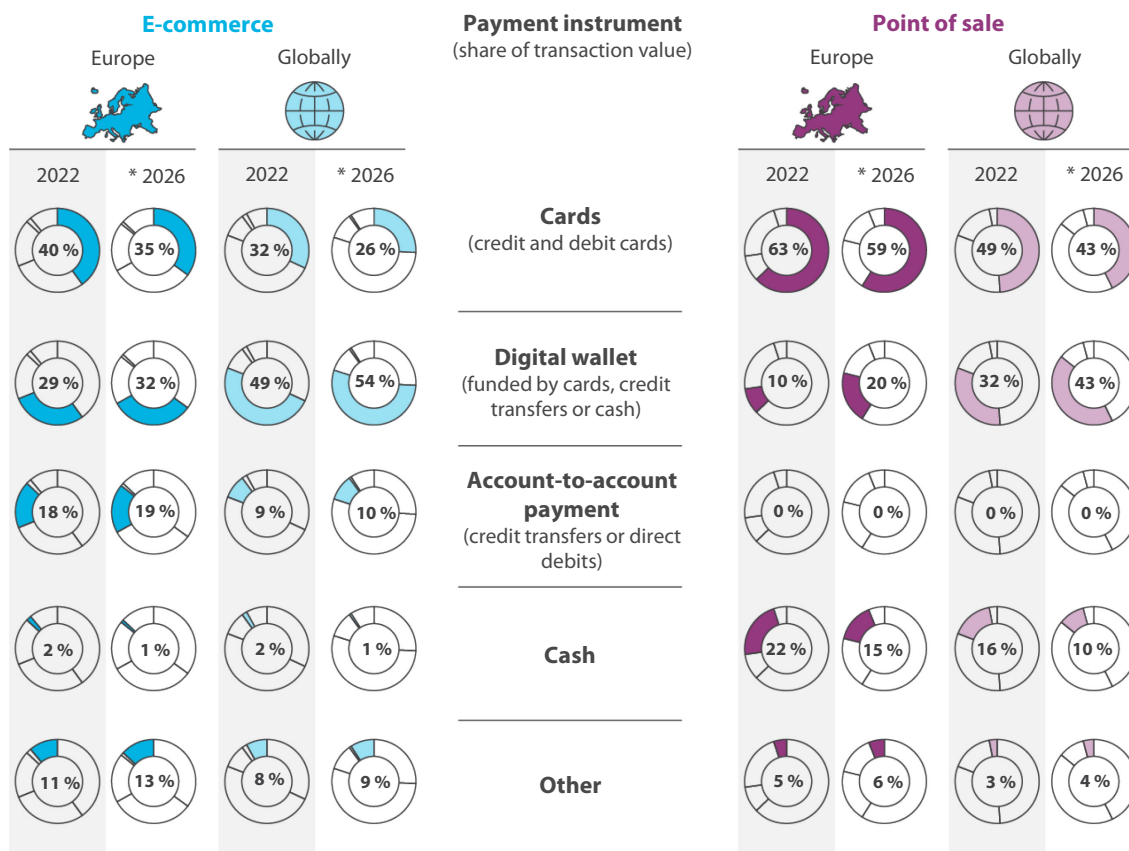 E-commerce
Payment instrument
(share of transaction value)
Point of sale
Europe
Globally
Europe
Globally
2022
* 2026
2022
* 2026
2022
* 2026
2022
* 2026
40 %
35 %
32 %
26 %
Cards
(credit and debit cards)
63 %
59 %
49 %
43 %
29 %
32 %
49 %
54 %
Digital wallet
(funded by cards, credit
transfers or cash)
10 %
20 %
32 %
43 %
18 %
19 %
9 %
10 %
Account-to-account
payment
(credit transfers or direct
debits)
0 %
0 %
0 %
0 %
2 %
1 %
2 %
1 %
Cash
22 %
15 %
16 %
10 %
11 %
13 %
8 %
9 %
Other
5 %
6 %
3 %
4 %